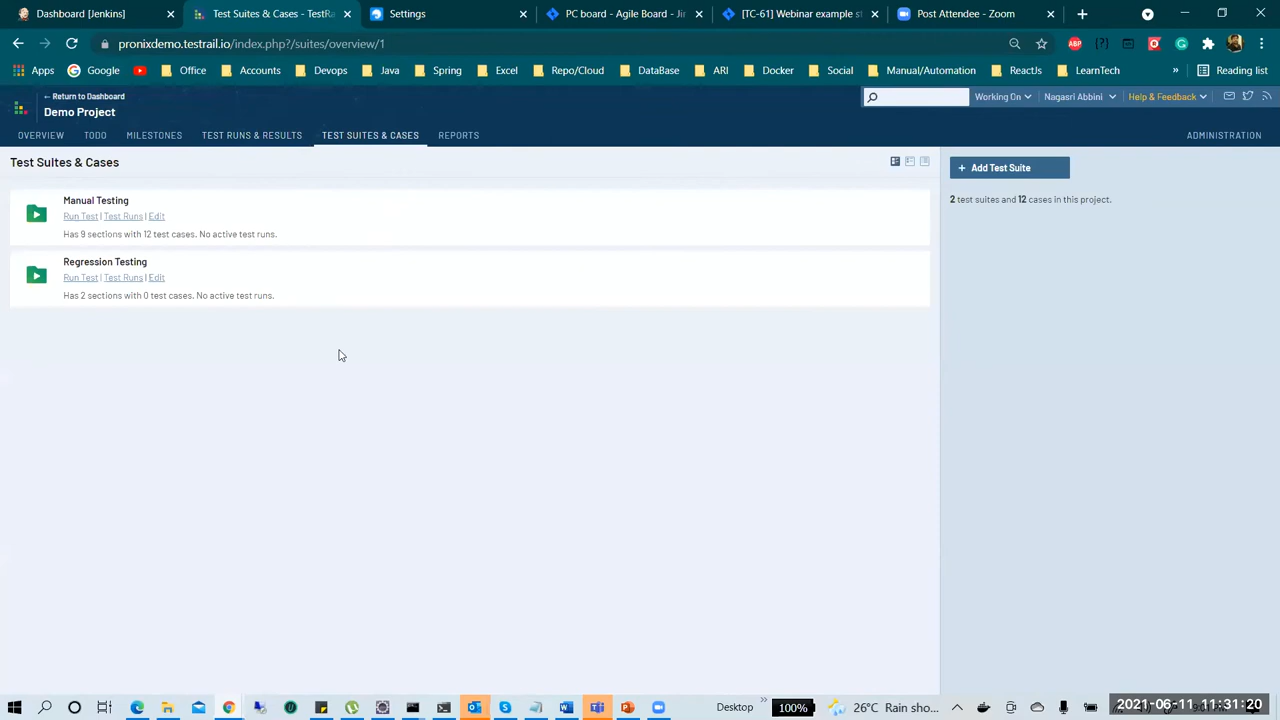 Dashboard [Jenkins]
Test Suites & Cases - TestRa
Settings
PC board - Agile Board - Jir
[TC-61] Webinar example st
Post Attendee - Zoom
pronixdemo.testrail.io/index.php?/suites/overview/1
Apps
Google
Office
Accounts
Devops
Java
Spring
Excel
Repo/Cloud
DataBase
ARI
Docker
Social
Manual/Automation
ReactJs
LearnTech
»
Reading list
← Return to Dashboard
Demo Project
Working On
Nagasri Abbini
Help & Feedback
OVERVIEW
TODO
MILESTONES
TEST RUNS & RESULTS
TEST SUITES & CASES
REPORTS
ADMINISTRATION
Test Suites & Cases
+ Add Test Suite
2 test suites and 12 cases in this project.
Manual Testing
Run Test | Test Runs | Edit
Has 9 sections with 12 test cases. No active test runs.
Regression Testing
Run Test | Test Runs | Edit
Has 2 sections with 0 test cases. No active test runs.
Desktop
»
100%
26°C Rain sho...
2021-06-11 11:31:20